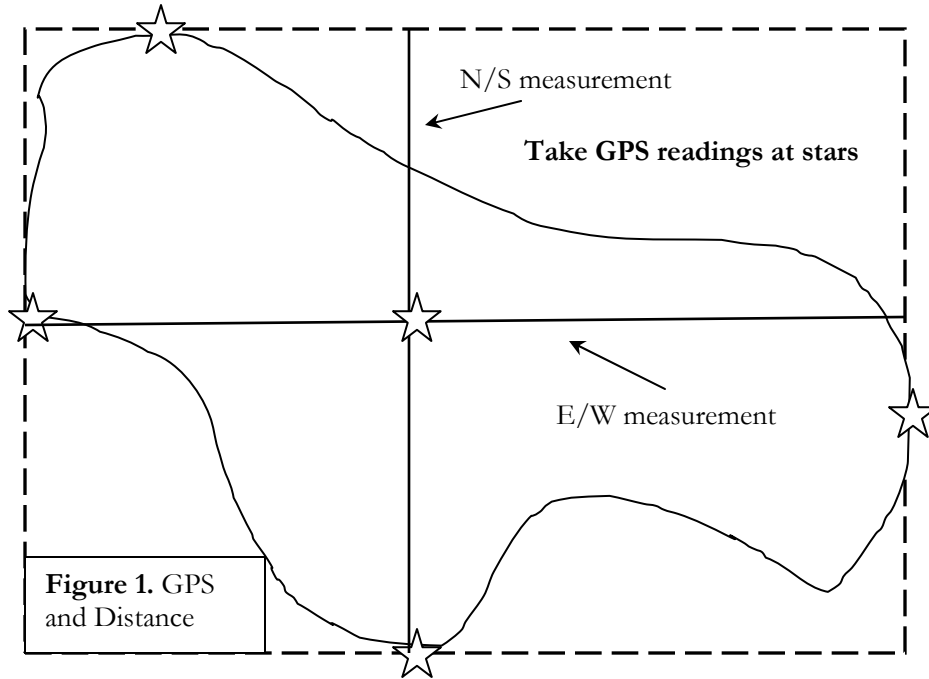 N/S measurement
Take GPS readings at stars
E/W measurement
Figure 1. GPS
and Distance